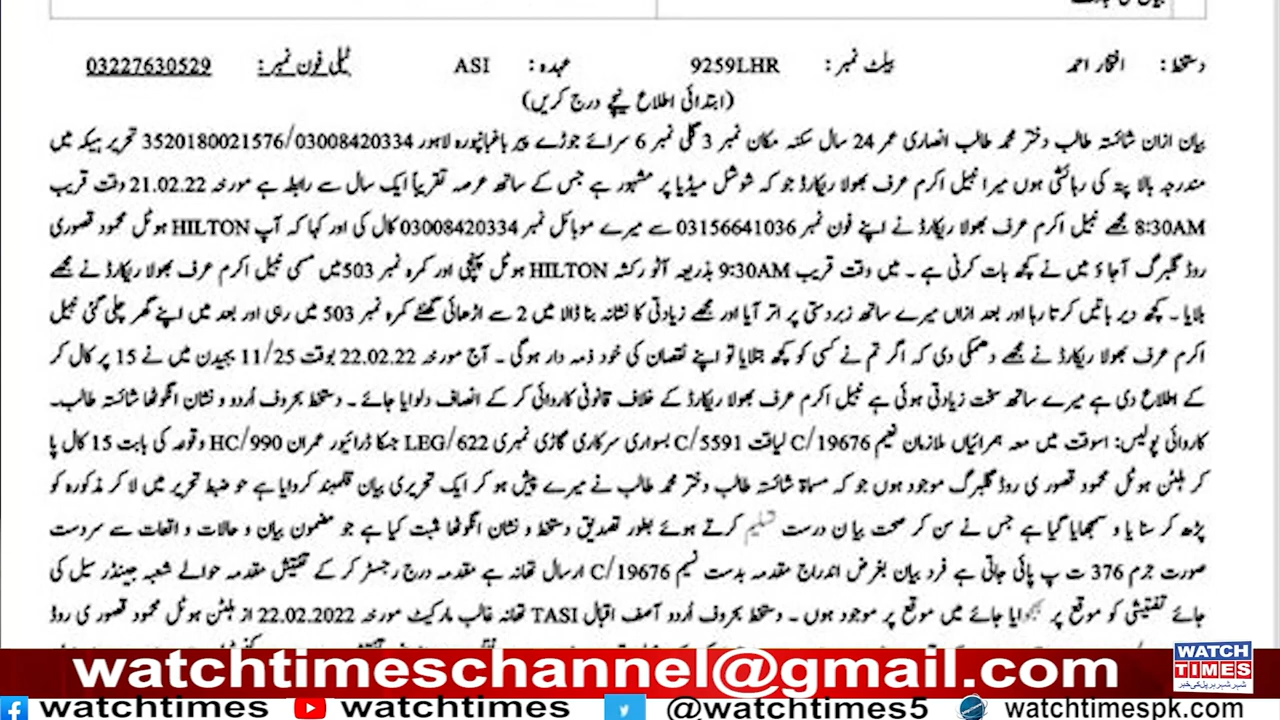 دستخط: افتخار احمد بیلٹ نمبر: 9259LHR عہدہ: ASI ٹیلی فون نمبر: 03227630529
(ابتدائی اطلاع نیچے درج کریں)
بیان ازان شائستہ طالب دختر محمد طالب انصاری عمر 24 سال سکنہ مکان نمبر 3 گلی نمبر 6 سرائے جوڑے پیر باغبانپورہ لاہور 03008420334/3520180021576 تحریر بیکہ میں
مندرجہ بالا پتہ کی رہائشی ہوں میرا نبیل اکرم عرف بھولا ریکارڈ جو کہ شوشل میڈیا پر مشہور ہے جس کے ساتھ عرصہ تقریباً ایک سال سے رابطہ ہے مورخہ 21.02.22 وقت قریب
8:30AM مجھے نبیل اکرم عرف بھولا ریکارڈ نے اپنے فون نمبر 03156641036 سے میرے موبائل نمبر 03008420334 کال کی اور کہا کہ آپ HILTON ہوٹل محمود قصوری
روڈ گلبرگ آجاؤ میں نے کچھ بات کرنی ہے ۔ میں وقت قریب 9:30AM بذریعہ آٹو رکشہ HILTON ہوٹل پہنچی اور کمرہ نمبر 503 میں مسمی نبیل اکرم عرف بھولا ریکارڈ نے مجھے
بلایا ۔ کچھ دیر باتیں کرتا رہا اور بعد ازاں میرے ساتھ زبردستی پر اتر آیا اور مجھے زیادتی کا نشانہ بنا ڈالا میں 2 سے اڑھائی گھنٹے کمرہ نمبر 503 میں رہی اور بعد میں اپنے گھر چلی گئی نبیل
اکرم عرف بھولا ریکارڈ نے مجھے دھمکی دی کہ اگر تم نے کسی کو کچھ بتلایا تو اپنے نقصان کی خود ذمہ دار ہوگی ۔ آج مورخہ 22.02.22 بوقت 11/25 بجیدن میں نے 15 پر کال کر
کے اطلاع دی ہے میرے ساتھ سخت زیادتی ہوئی ہے نبیل اکرم عرف بھولا ریکارڈ کے خلاف قانونی کاروائی کر کے انصاف دلوایا جائے ۔ دستخط بحروف اُردو و نشان انگوٹھا شائستہ طالب۔
کاروائی پولیس: اسوقت میں معہ ہمرائیاں ملازمان نعیم 19676/C لیاقت 5591/C بسواری سرکاری گاڑی نمبری LEG/622 جسکا ڈرائیور عمران 990/HC وقوعہ کی بابت 15 کال پا
کر ہلٹن ہوٹل محمود قصوری روڈ گلبرگ موجود ہوں جو کہ مسماۃ شائستہ طالب دختر محمد طالب نے میرے پیش ہو کر ایک تحریری بیان قلمبند کروایا ہے جو ضبط تحریر میں لا کر مذکورہ کو
پڑھ کر سنا یا و سمجھایا گیا ہے جس نے سن کر صحت بیان درست تسلیم کرتے ہوئے بطور تصدیق دستخط و نشان انگوٹھا ثبت کیا ہے جو مضمون بیان و حالات و اقعات سے سردست
صورت جرم 376 ت پ پائی جاتی ہے فرد بیان بغرض اندراج مقدمہ بدست نسیم 19676/C ارسال تھانہ ہے مقدمہ درج رجسٹر کر کے تفتیش مقدمہ حوالے شعبہ جینڈر سیل کی
جائے تفتیشی کو موقع پر بھجوایا جائے میں موقع پر موجود ہوں ۔ دستخط بحروف اُردو آصف اقبال TASI تھانہ غالب مارکیٹ مورخہ 22.02.2022 از ہلٹن ہوٹل محمود قصوری روڈ
watchtimeschannel@gmail.com
WATCH
TIMES
شہر شہر ہر پل کی خبر
watchtimes watchtimes @watchtimes5 watchtimespk.com